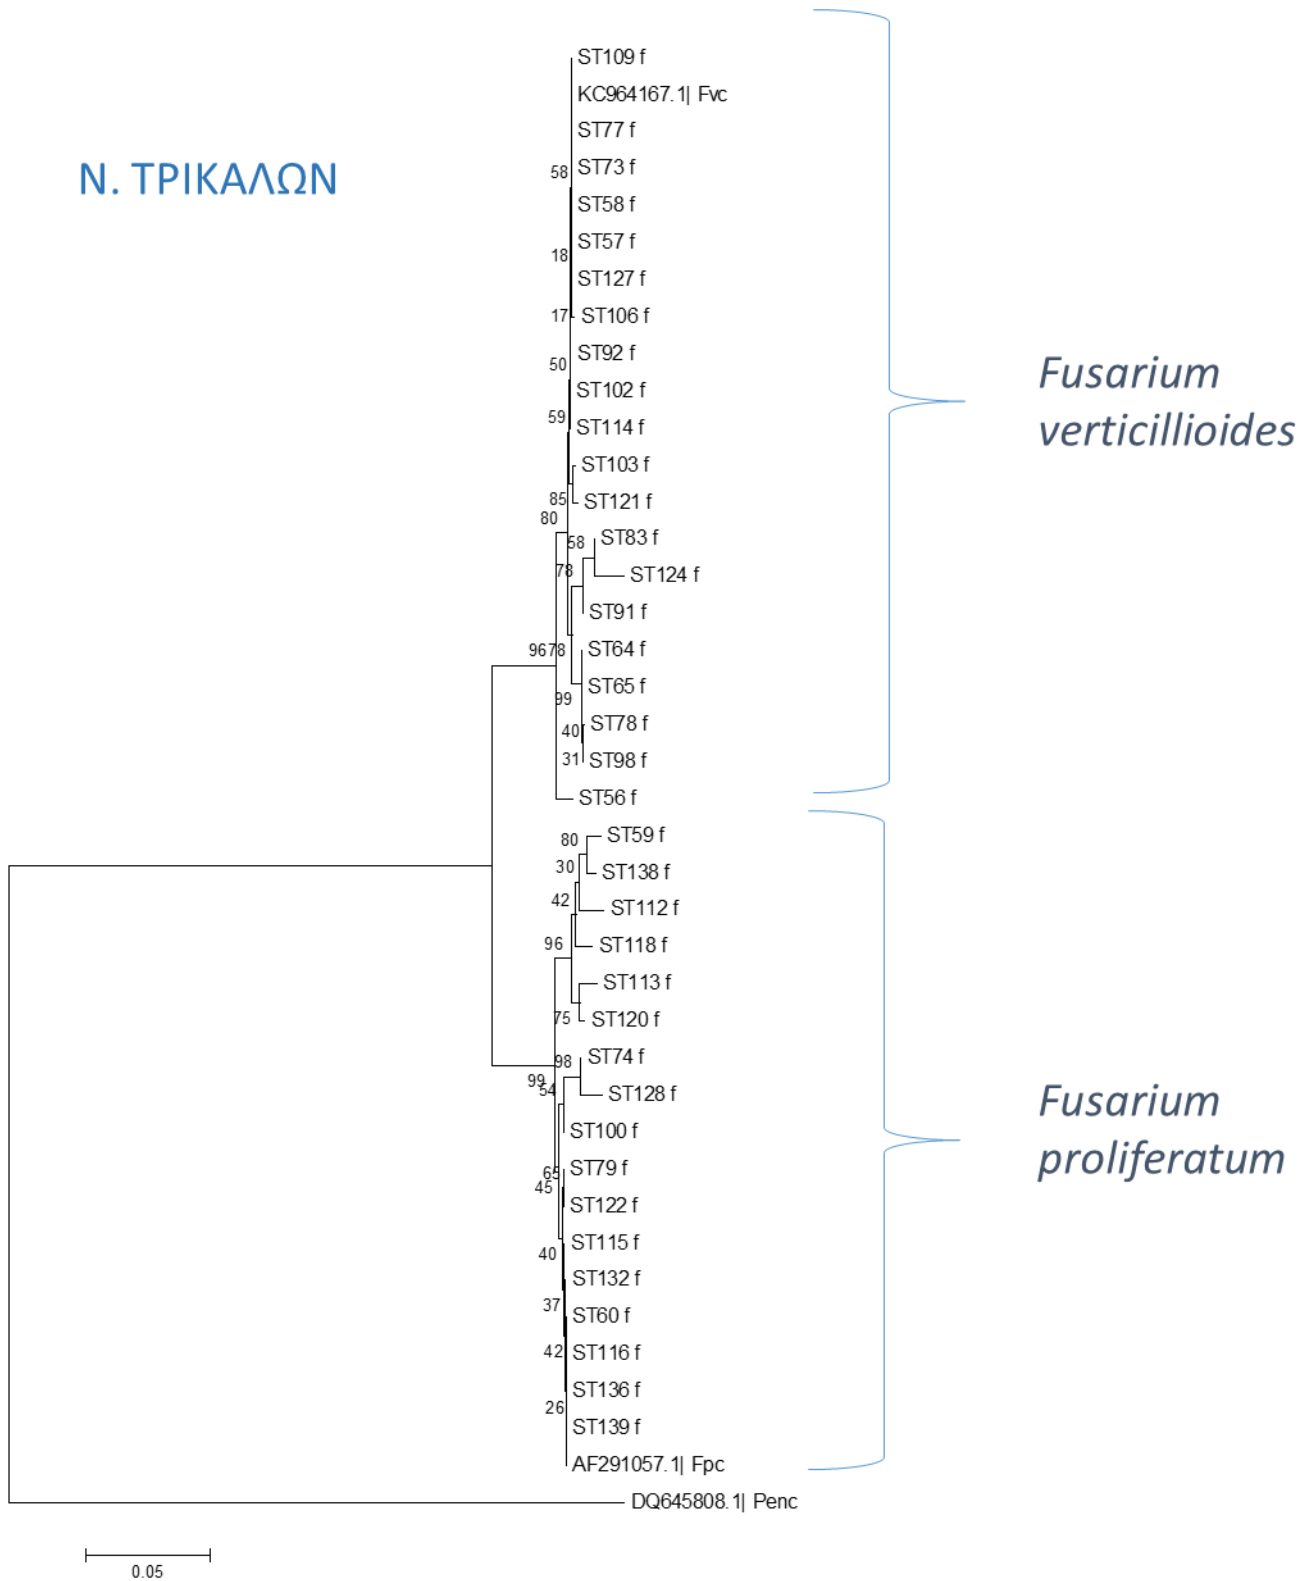 ST109 f
KC964167.1| Fvc
ST77 f
Ν. ΤΡΙΚΑΛΩΝ
58
ST73 f
ST58 f
ST57 f
18
ST127 f
17
ST106 f
ST92 f
50
Fusarium
verticillioides
ST102 f
59
ST114 f
ST103 f
85
ST121 f
80
58
ST83 f
78
ST124 f
ST91 f
96
78
ST64 f
ST65 f
99
ST78 f
40
31
ST98 f
ST56 f
80
ST59 f
30
ST138 f
42
ST112 f
96
ST118 f
ST113 f
75
ST120 f
98
ST74 f
99
54
ST128 f
Fusarium
proliferatum
ST100 f
65
ST79 f
45
ST122 f
ST115 f
40
ST132 f
37
ST60 f
42
ST116 f
ST136 f
26
ST139 f
AF291057.1| Fpc
DQ645808.1| Penc
0.05